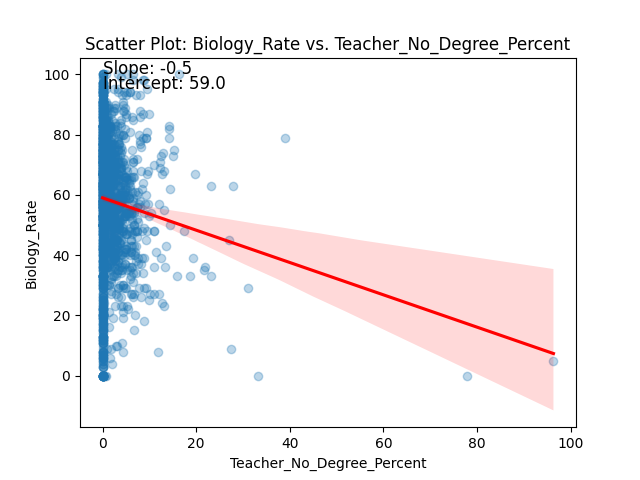 Scatter Plot: Biology_Rate vs. Teacher_No_Degree_Percent
Slope: -0.5
Intercept: 59.0
100
80
60
40
20
0
Biology_Rate
0 20 40 60 80 100
Teacher_No_Degree_Percent